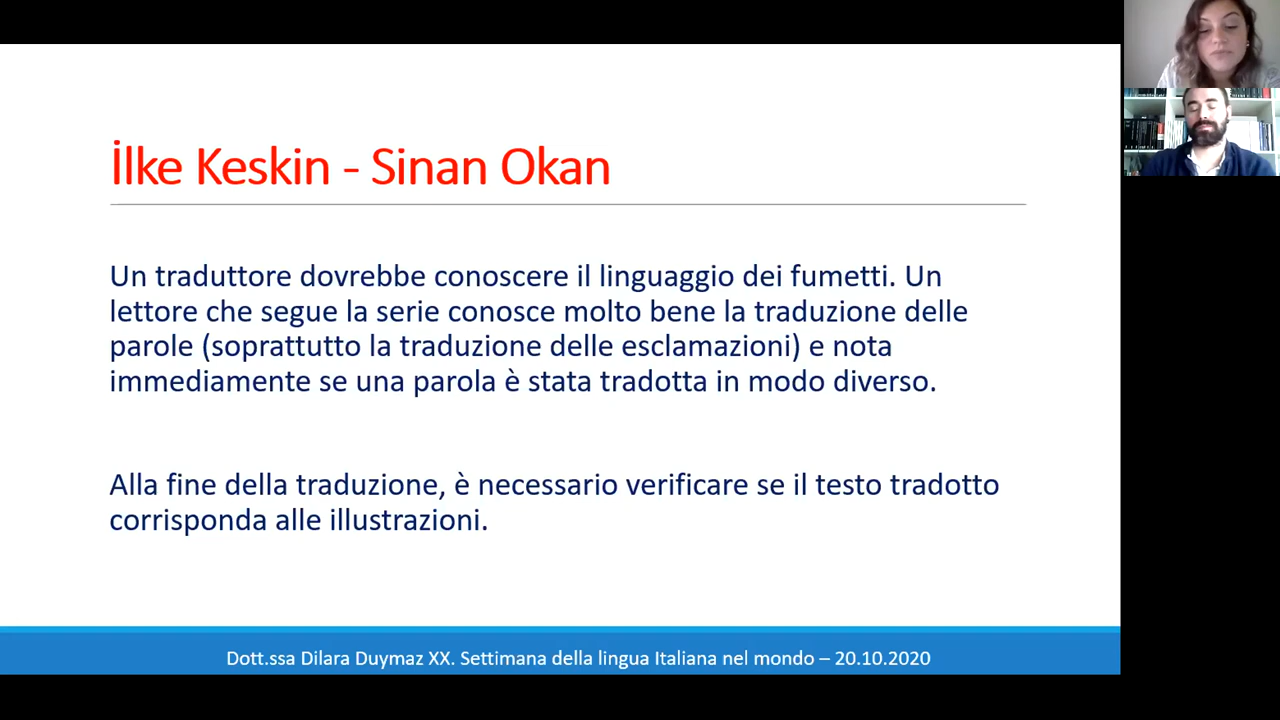 İlke Keskin - Sinan Okan
Un traduttore dovrebbe conoscere il linguaggio dei fumetti. Un
lettore che segue la serie conosce molto bene la traduzione delle
parole (soprattutto la traduzione delle esclamazioni) e nota
immediamente se una parola è stata tradotta in modo diverso.
Alla fine della traduzione, è necessario verificare se il testo tradotto
corrisponda alle illustrazioni.
Dott.ssa Dilara Duymaz XX. Settimana della lingua Italiana nel mondo – 20.10.2020